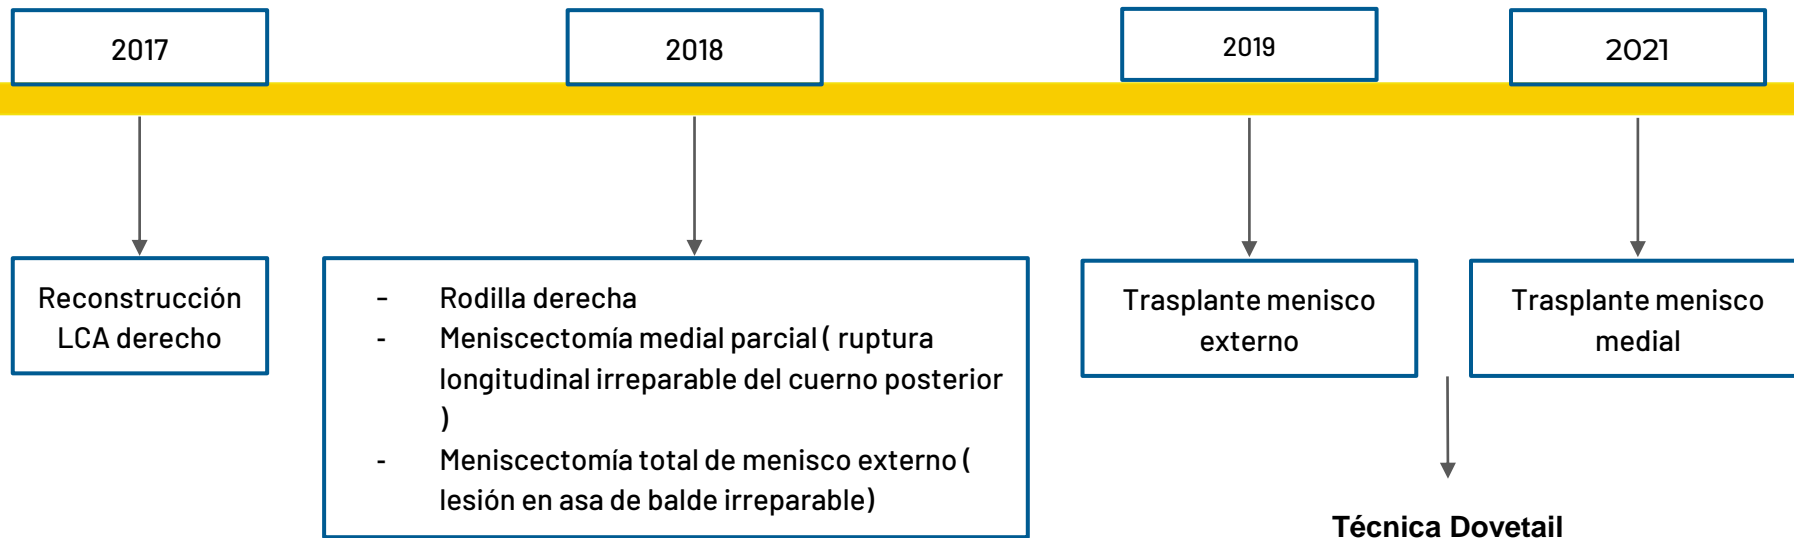 2017
2018
2019
2021
Reconstrucción
LCA derecho
- Rodilla derecha
- Meniscectomía medial parcial ( ruptura
longitudinal irreparable del cuerno posterior
)
- Meniscectomía total de menisco externo (
lesión en asa de balde irreparable)
Trasplante menisco
externo
Trasplante menisco
medial
Técnica Dovetail